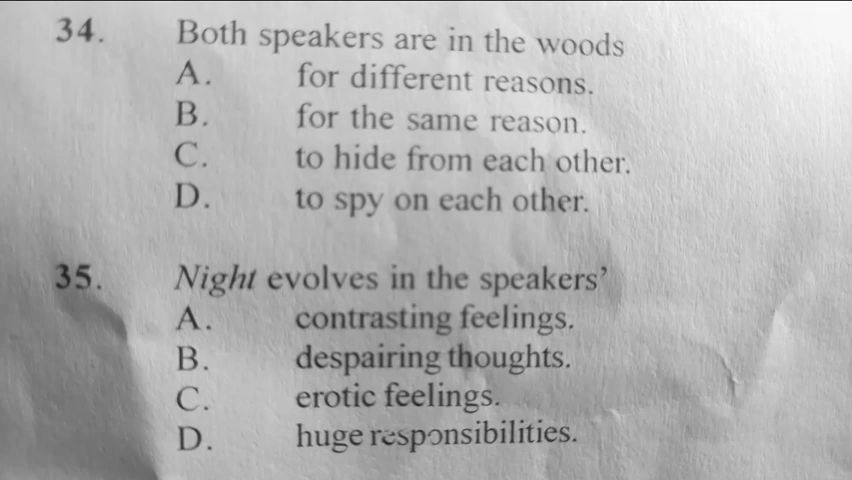 34. Both speakers are in the woods
A. for different reasons.
B. for the same reason.
C. to hide from each other.
D. to spy on each other.
35. Night evolves in the speakers’
A. contrasting feelings.
B. despairing thoughts.
C. erotic feelings.
D. huge responsibilities.